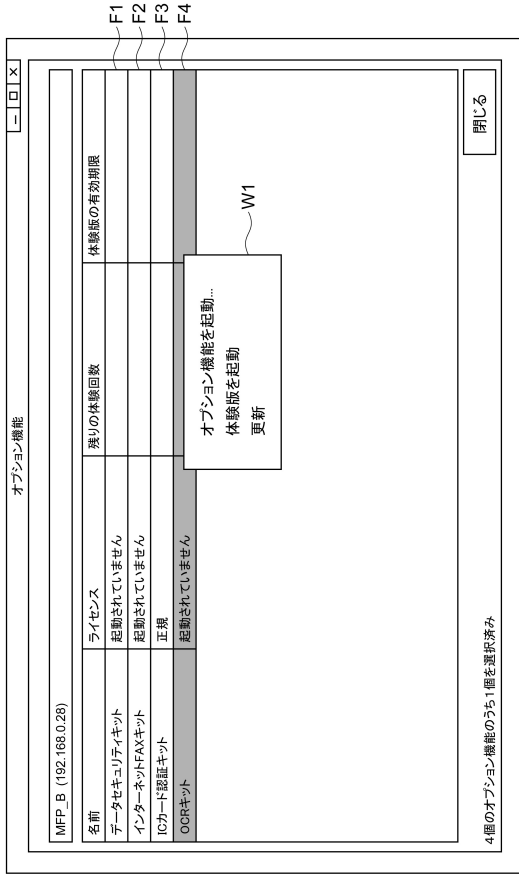 オプション機能
MFP_B (192.168.0.28)
名前 ライセンス 残りの体験回数 体験版の有効期限
データセキュリティキット 起動されていません F1
インターネットFAXキット 起動されていません F2
ICカード認証キット 正規 F3
OCRキット 起動されていません F4
オプション機能を起動...
体験版を起動
更新
W1
4個のオプション機能のうち1個を選択済み
閉じる